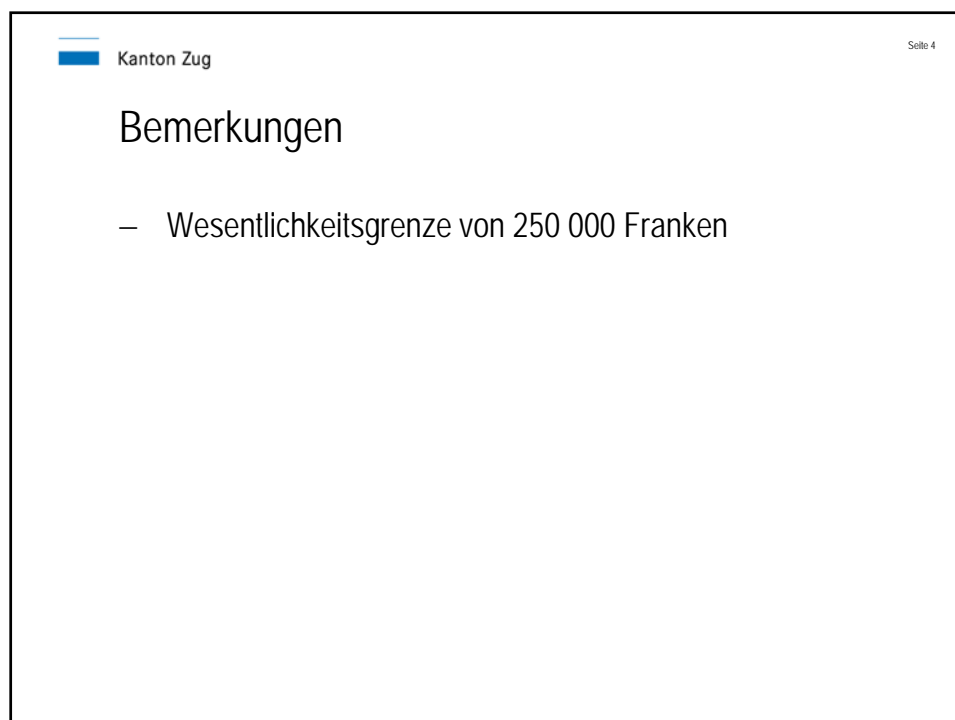 Kanton Zug
Seite 4
Bemerkungen
– Wesentlichkeitsgrenze von 250 000 Franken